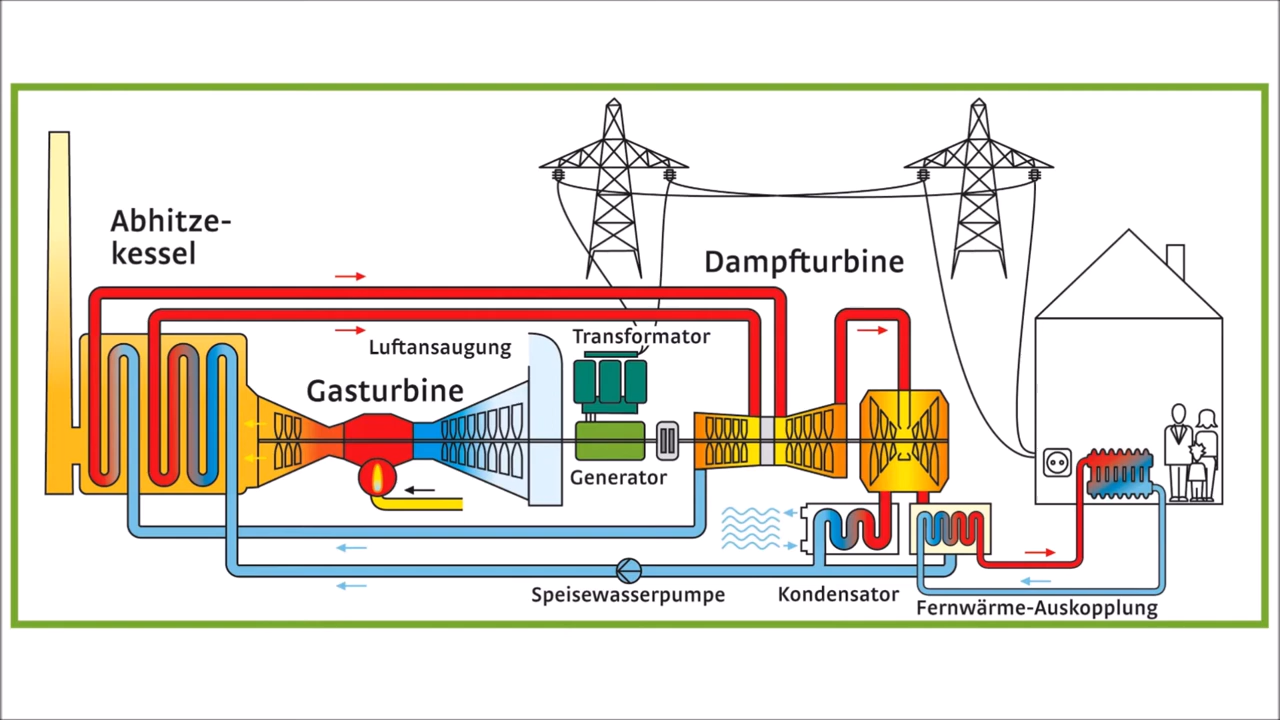 Abhitze-
kessel
Dampfturbine
Transformator
Luftansaugung
Gasturbine
Generator
Speisewasserpumpe
Kondensator
Fernwärme-Auskopplung